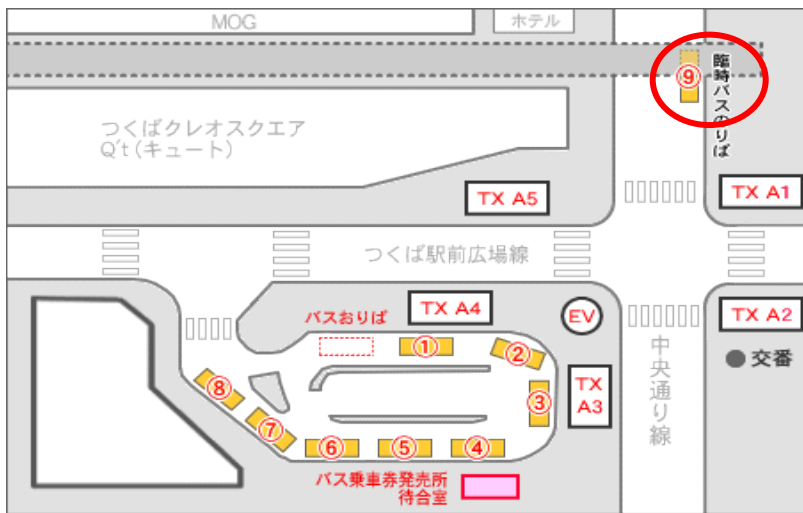 MOG
ホテル
⑨
臨時バスのりば
つくばクレオスクエア
Q't (キュート)
TX A5
TX A1
つくば駅前広場線
バスおりば
TX A4
EV
TX A2
①
②
中央通り線
交番
⑧
③
TX
A3
⑦
⑥
⑤
④
バス乗車券発売所
待合室